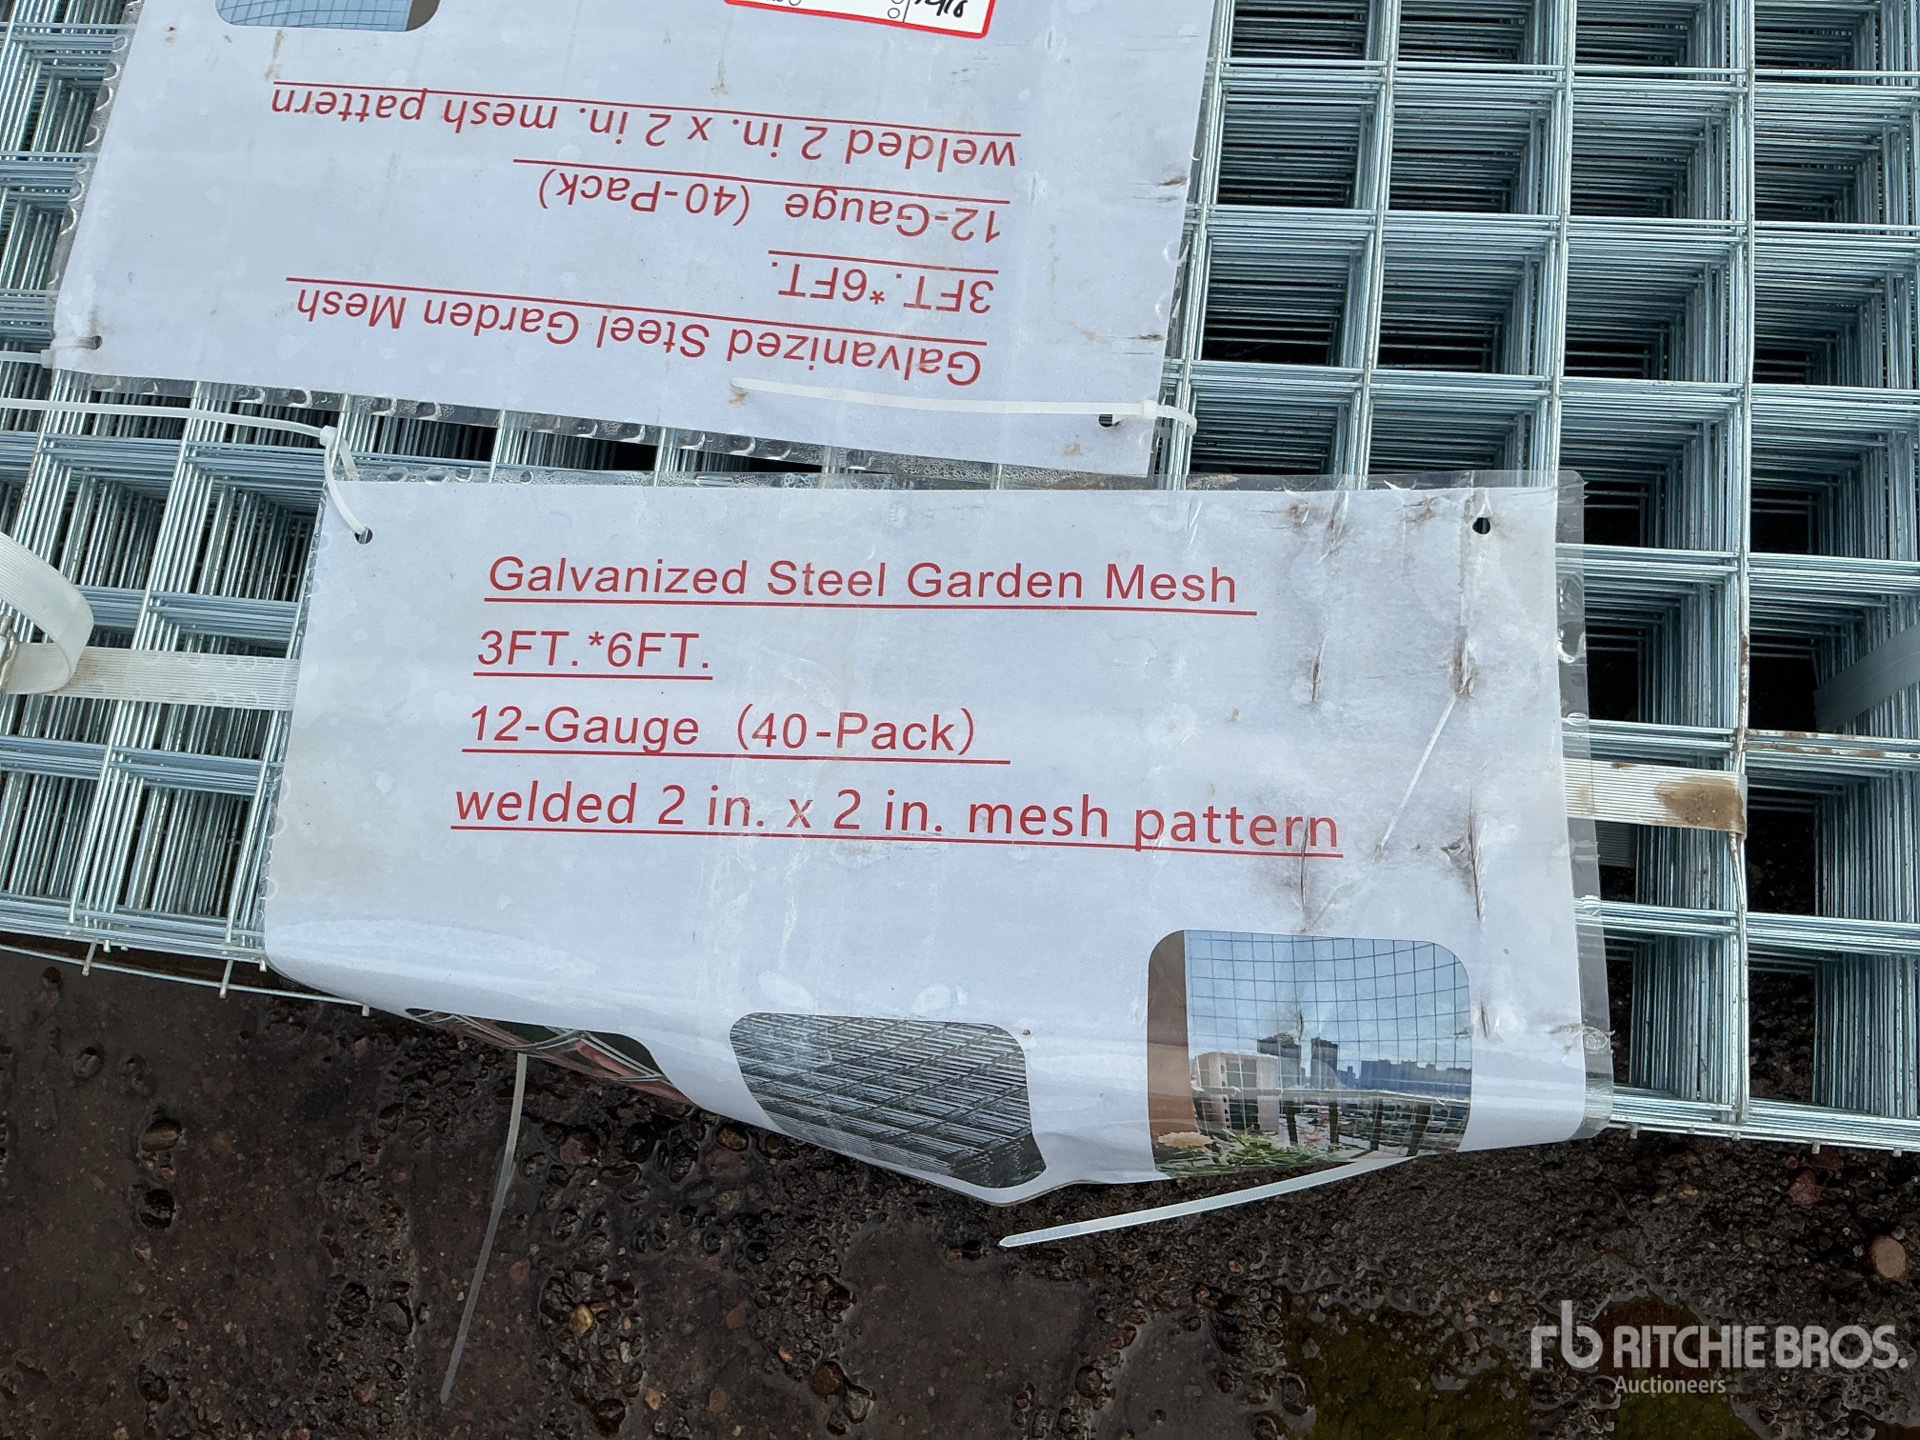 welded 2 in. x 2 in. mesh pattern
12-Gauge (40-Pack)
3FT.*6FT.
Galvanized Steel Garden Mesh
Galvanized Steel Garden Mesh
3FT.*6FT.
12-Gauge (40-Pack)
welded 2 in. x 2 in. mesh pattern
rb RITCHIE BROS.
Auctioneers